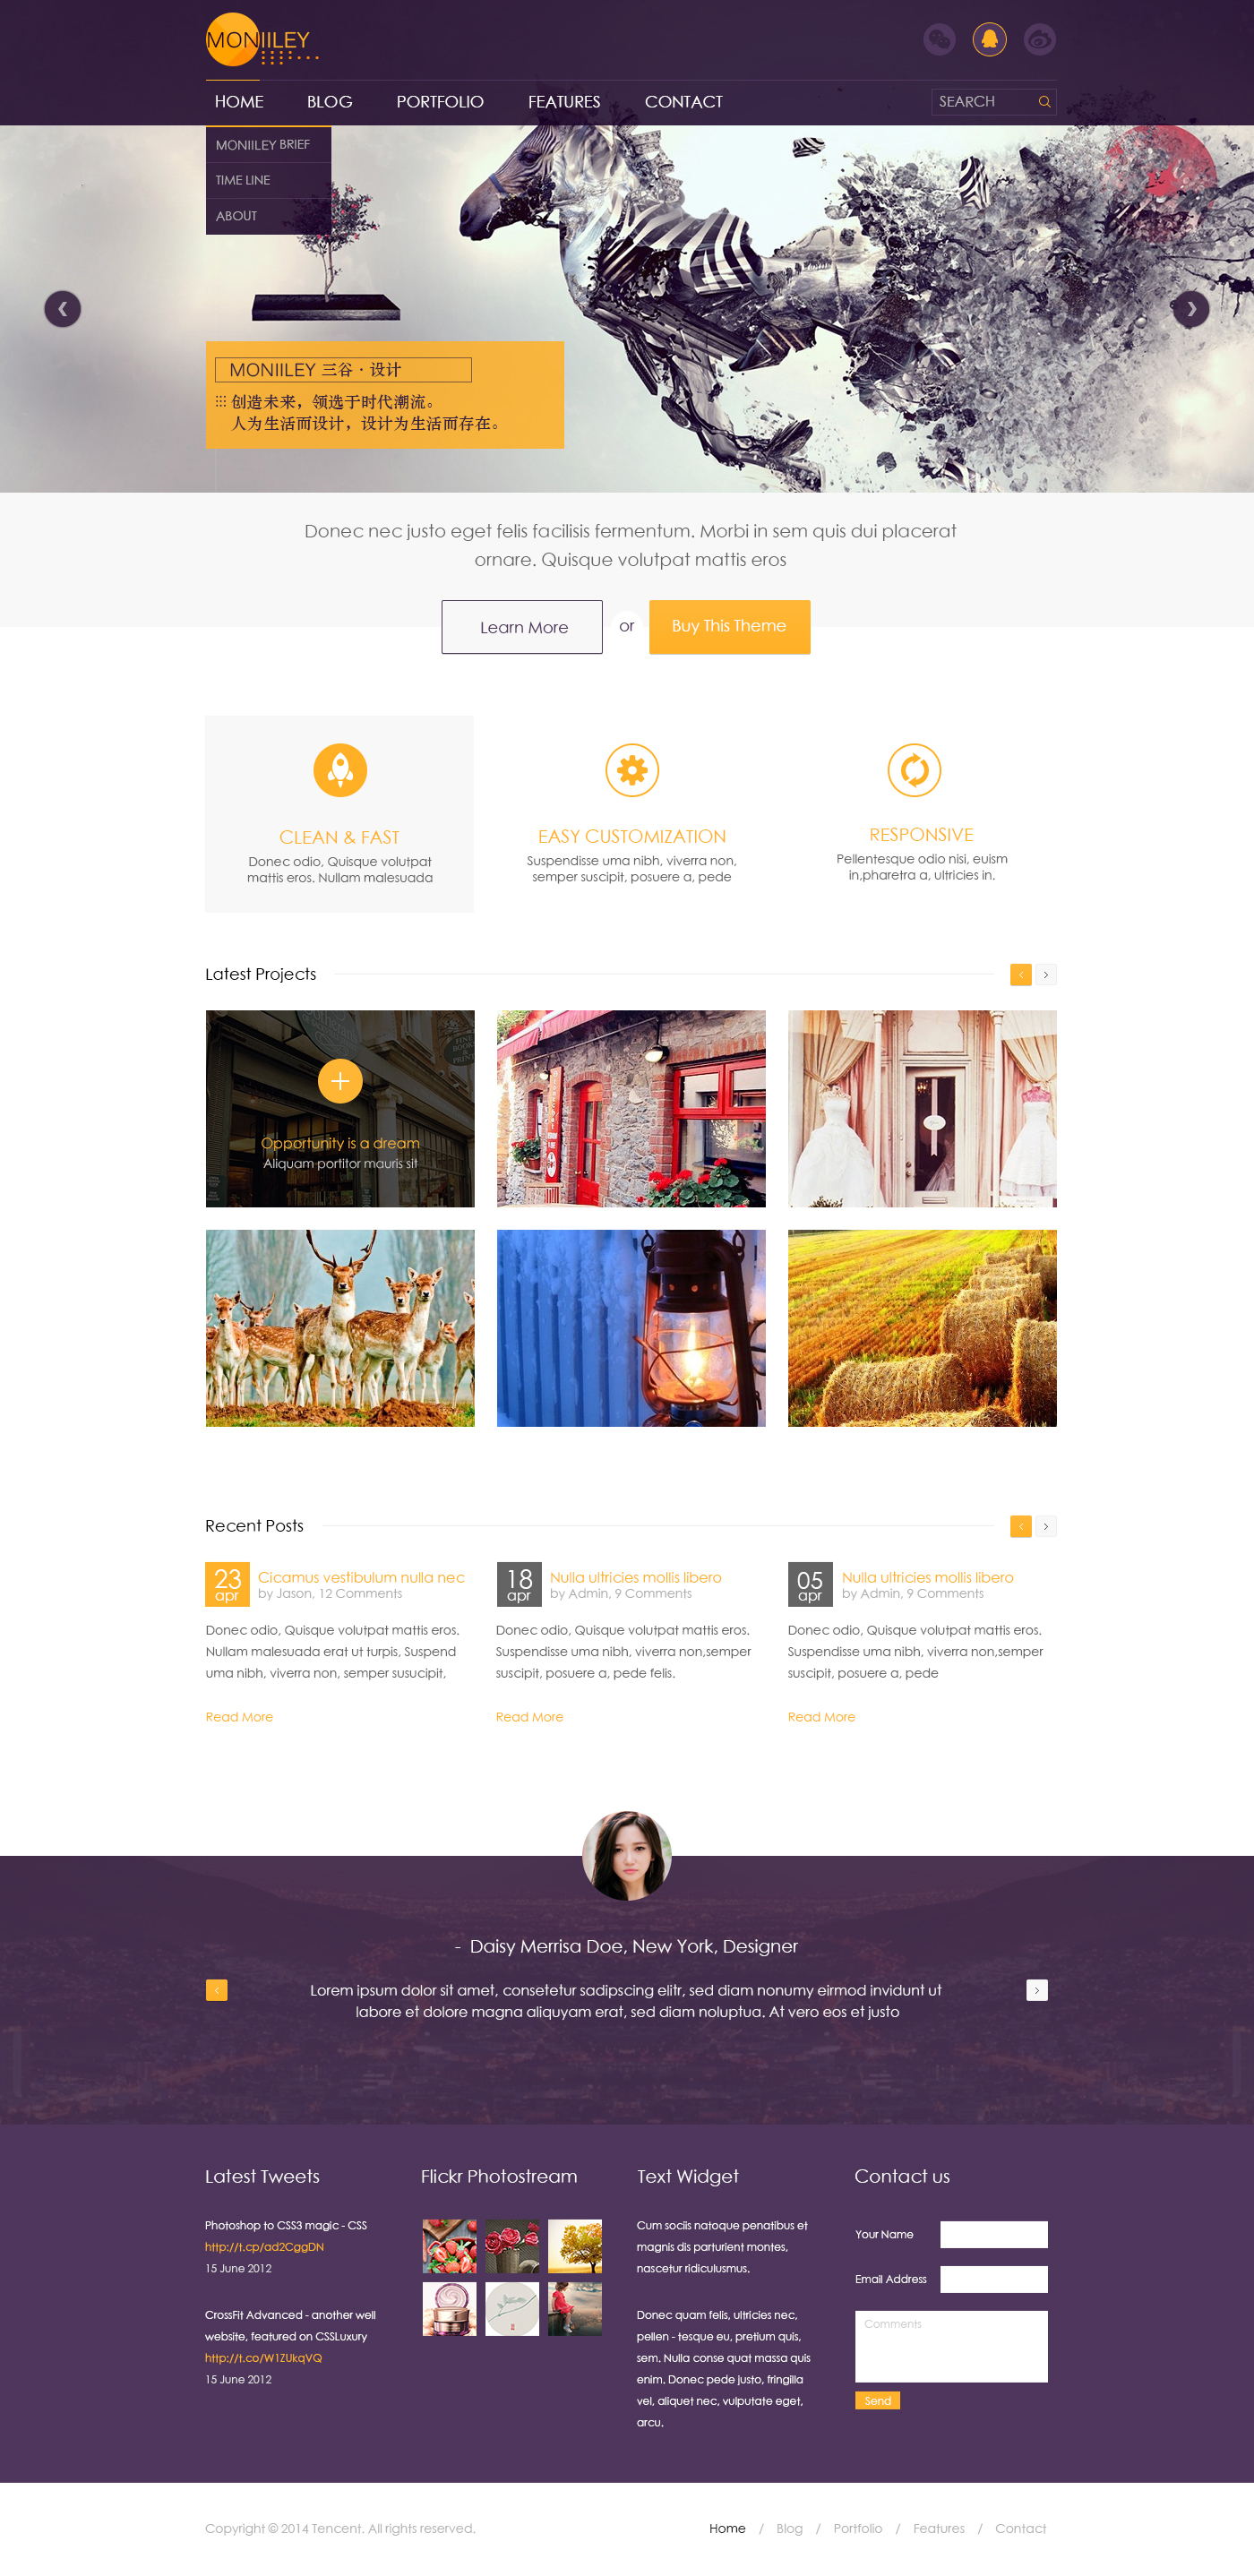 MONIILEY
HOME
BLOG
PORTFOLIO
FEATURES
CONTACT
SEARCH
MONIILEY BRIEF
TIME LINE
ABOUT
MONIILEY 三谷 · 设计
创造未来，领选于时代潮流。
人为生活而设计，设计为生活而存在。
Donec nec justo eget felis facilisis fermentum. Morbi in sem quis dui placerat
ornare. Quisque volutpat mattis eros
Learn More
or
Buy This Theme
CLEAN & FAST
Donec odio, Quisque volutpat
mattis eros. Nullam malesuada
EASY CUSTOMIZATION
Suspendisse uma nibh, viverra non,
semper suscipit, posuere a, pede
RESPONSIVE
Pellentesque odio nisi, euism
in,pharetra a, ultricies in.
Latest Projects
Opportunity is a dream
Aliquam portitor mauris sit
Recent Posts
23
apr
Cicamus vestibulum nulla nec
by Jason, 12 Comments
Donec odio, Quisque volutpat mattis eros.
Nullam malesuada erat ut turpis, Suspend
uma nibh, viverra non, semper susucipit,
Read More
18
apr
Nulla ultricies mollis libero
by Admin, 9 Comments
Donec odio, Quisque volutpat mattis eros.
Suspendisse uma nibh, viverra non,semper
suscipit, posuere a, pede felis.
Read More
05
apr
Nulla ultricies mollis libero
by Admin, 9 Comments
Donec odio, Quisque volutpat mattis eros.
Suspendisse uma nibh, viverra non,semper
suscipit, posuere a, pede
Read More
- Daisy Merrisa Doe, New York, Designer
Lorem ipsum dolor sit amet, consetetur sadipscing elitr, sed diam nonumy eirmod invidunt ut
labore et dolore magna aliquyam erat, sed diam noluptua. At vero eos et justo
Latest Tweets
Photoshop to CSS3 magic - CSS
http://t.cp/ad2CggDN
15 June 2012
CrossFit Advanced - another well
website, featured on CSSLuxury
http://t.co/W1ZUkqVQ
15 June 2012
Flickr Photostream
Text Widget
Cum sociis natoque penatibus et
magnis dis parturient montes,
nascetur ridiculusmus.
Donec quam felis, ultricies nec,
pellen - tesque eu, pretium quis,
sem. Nulla conse quat massa quis
enim. Donec pede justo, fringilla
vel, aliquet nec, vulputate eget,
arcu.
Contact us
Your Name
Email Address
Comments
Send
Copyright © 2014 Tencent. All rights reserved.
Home / Blog / Portfolio / Features / Contact